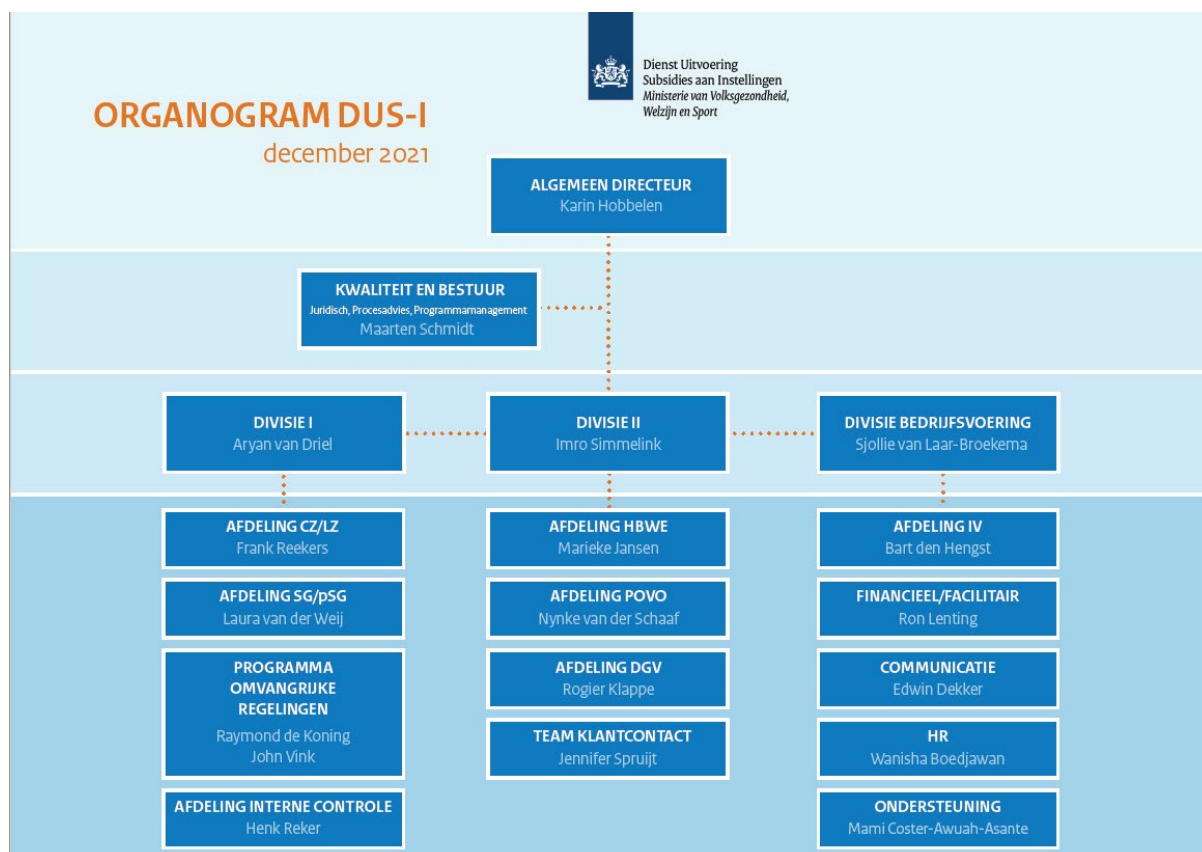 Dienst Uitvoering
Subsidies aan Instellingen
Ministerie van Volksgezondheid,
Welzijn en Sport
ORGANOGRAM DUS-I
december 2021
ALGEMEEN DIRECTEUR
Karin Hobbelen
KWALITEIT EN BESTUUR
Juridisch, Procesadvies, Programmamanagement
Maarten Schmidt
DIVISIE I
Aryan van Driel
DIVISIE II
Imro Simmelink
DIVISIE BEDRIJFSVOERING
Sjollie van Laar-Broekema
AFDELING CZ/LZ
Frank Reekers
AFDELING SG/pSG
Laura van der Weij
PROGRAMMA
OMVANGRIJKE
REGELINGEN
Raymond de Koning
John Vink
AFDELING INTERNE CONTROLE
Henk Reker
AFDELING HBWE
Marieke Jansen
AFDELING POVO
Nynke van der Schaaf
AFDELING DGV
Rogier Klappe
TEAM KLANTCONTACT
Jennifer Spruijt
AFDELING IV
Bart den Hengst
FINANCIEEL/FACILITAIR
Ron Lenting
COMMUNICATIE
Edwin Dekker
HR
Wanisha Boedjawan
ONDERSTEUNING
Mami Coster-Awuah-Asante